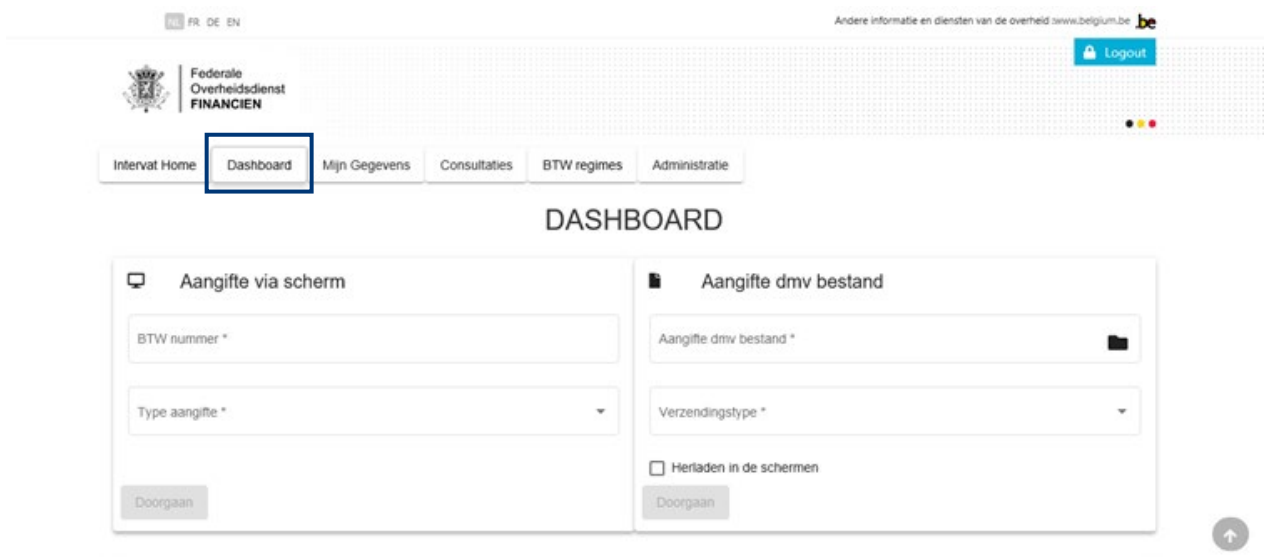 NL FR DE EN
Andere informatie en diensten van de overheid :www.belgium.be .be
Logout
Federale
Overheidsdienst
FINANCIEN
Intervat Home Dashboard Mijn Gegevens Consultaties BTW regimes Administratie
DASHBOARD
Aangifte via scherm
BTW nummer *
Type aangifte *
Doorgaan
Aangifte dmv bestand
Aangifte dmv bestand *
Verzendingstype *
Herladen in de schermen
Doorgaan